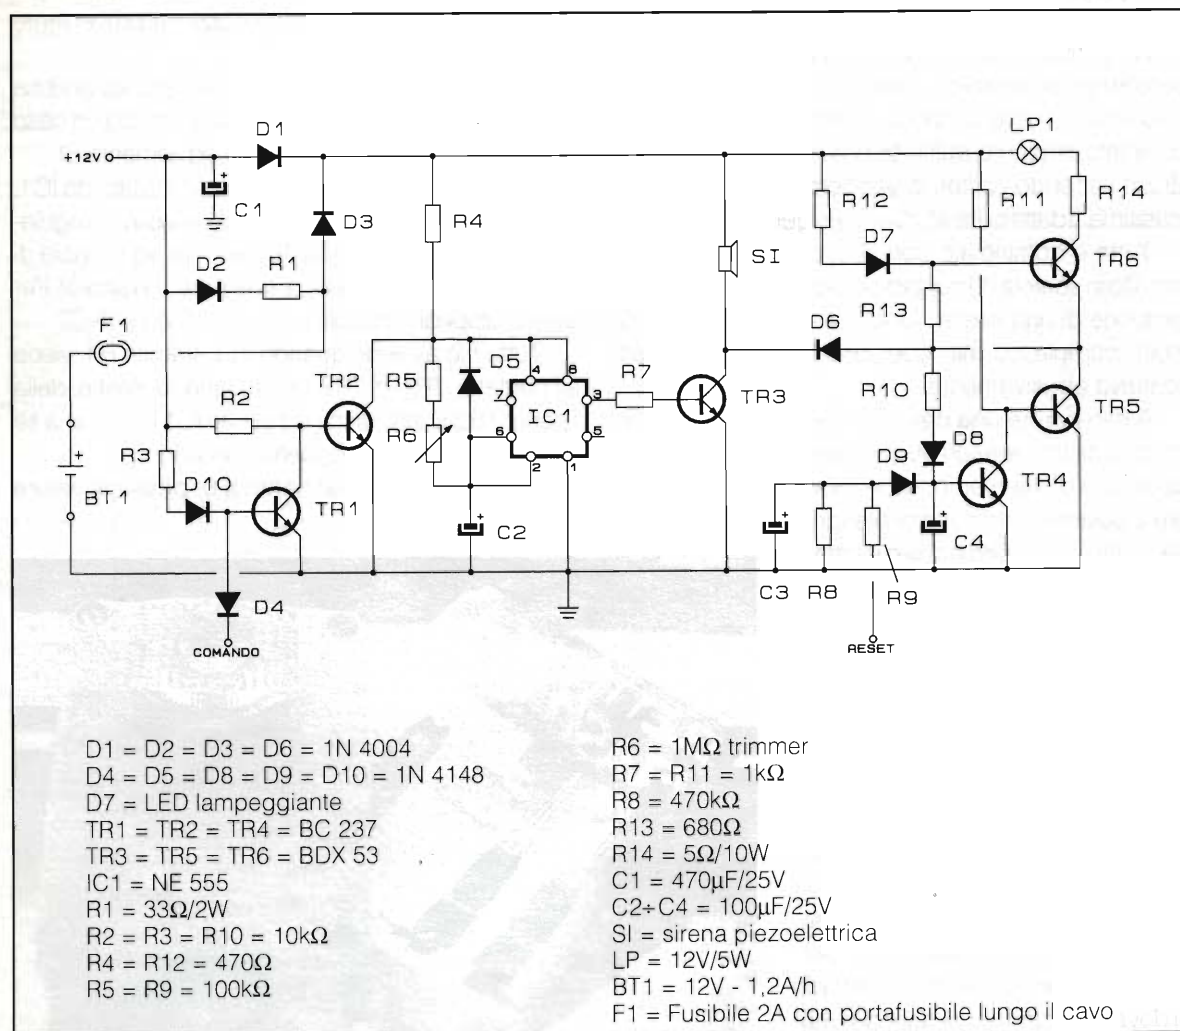 LP1
D1
+12V
C1
D3
R4
R12
R11
R14
D7
SI
TR6
D2
R1
R13
F1
D6
TR2
R5
D5
4
8
7
IC1
3
R7
TR3
R10
TR5
R2
R6
6
5
2
1
D8
R3
D10
BT1
TR1
D9
TR4
C2
C4
C3
R8
R9
D4
COMANDO
RESET
D1 = D2 = D3 = D6 = 1N 4004
D4 = D5 = D8 = D9 = D10 = 1N 4148
D7 = LED lampeggiante
TR1 = TR2 = TR4 = BC 237
TR3 = TR5 = TR6 = BDX 53
IC1 = NE 555
R1 = 33Ω/2W
R2 = R3 = R10 = 10kΩ
R4 = R12 = 470Ω
R5 = R9 = 100kΩ
R6 = 1MΩ trimmer
R7 = R11 = 1kΩ
R8 = 470kΩ
R13 = 680Ω
R14 = 5Ω/10W
C1 = 470µF/25V
C2÷C4 = 100µF/25V
SI = sirena piezoelettrica
LP = 12V/5W
BT1 = 12V - 1,2A/h
F1 = Fusibile 2A con portafusibile lungo il cavo